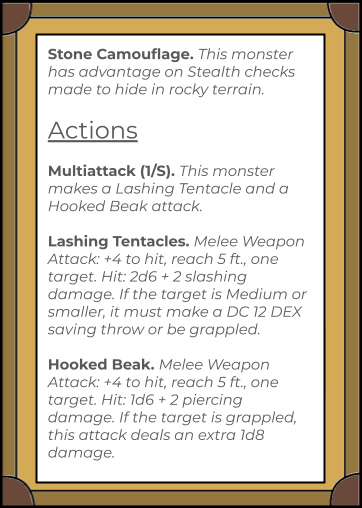 Stone Camouflage. This monster
has advantage on Stealth checks
made to hide in rocky terrain.
Actions
Multiattack (1/S). This monster
makes a Lashing Tentacle and a
Hooked Beak attack.
Lashing Tentacles. Melee Weapon
Attack: +4 to hit, reach 5 ft., one
target. Hit: 2d6 + 2 slashing
damage. If the target is Medium or
smaller, it must make a DC 12 DEX
saving throw or be grappled.
Hooked Beak. Melee Weapon
Attack: +4 to hit, reach 5 ft., one
target. Hit: 1d6 + 2 piercing
damage. If the target is grappled,
this attack deals an extra 1d8
damage.